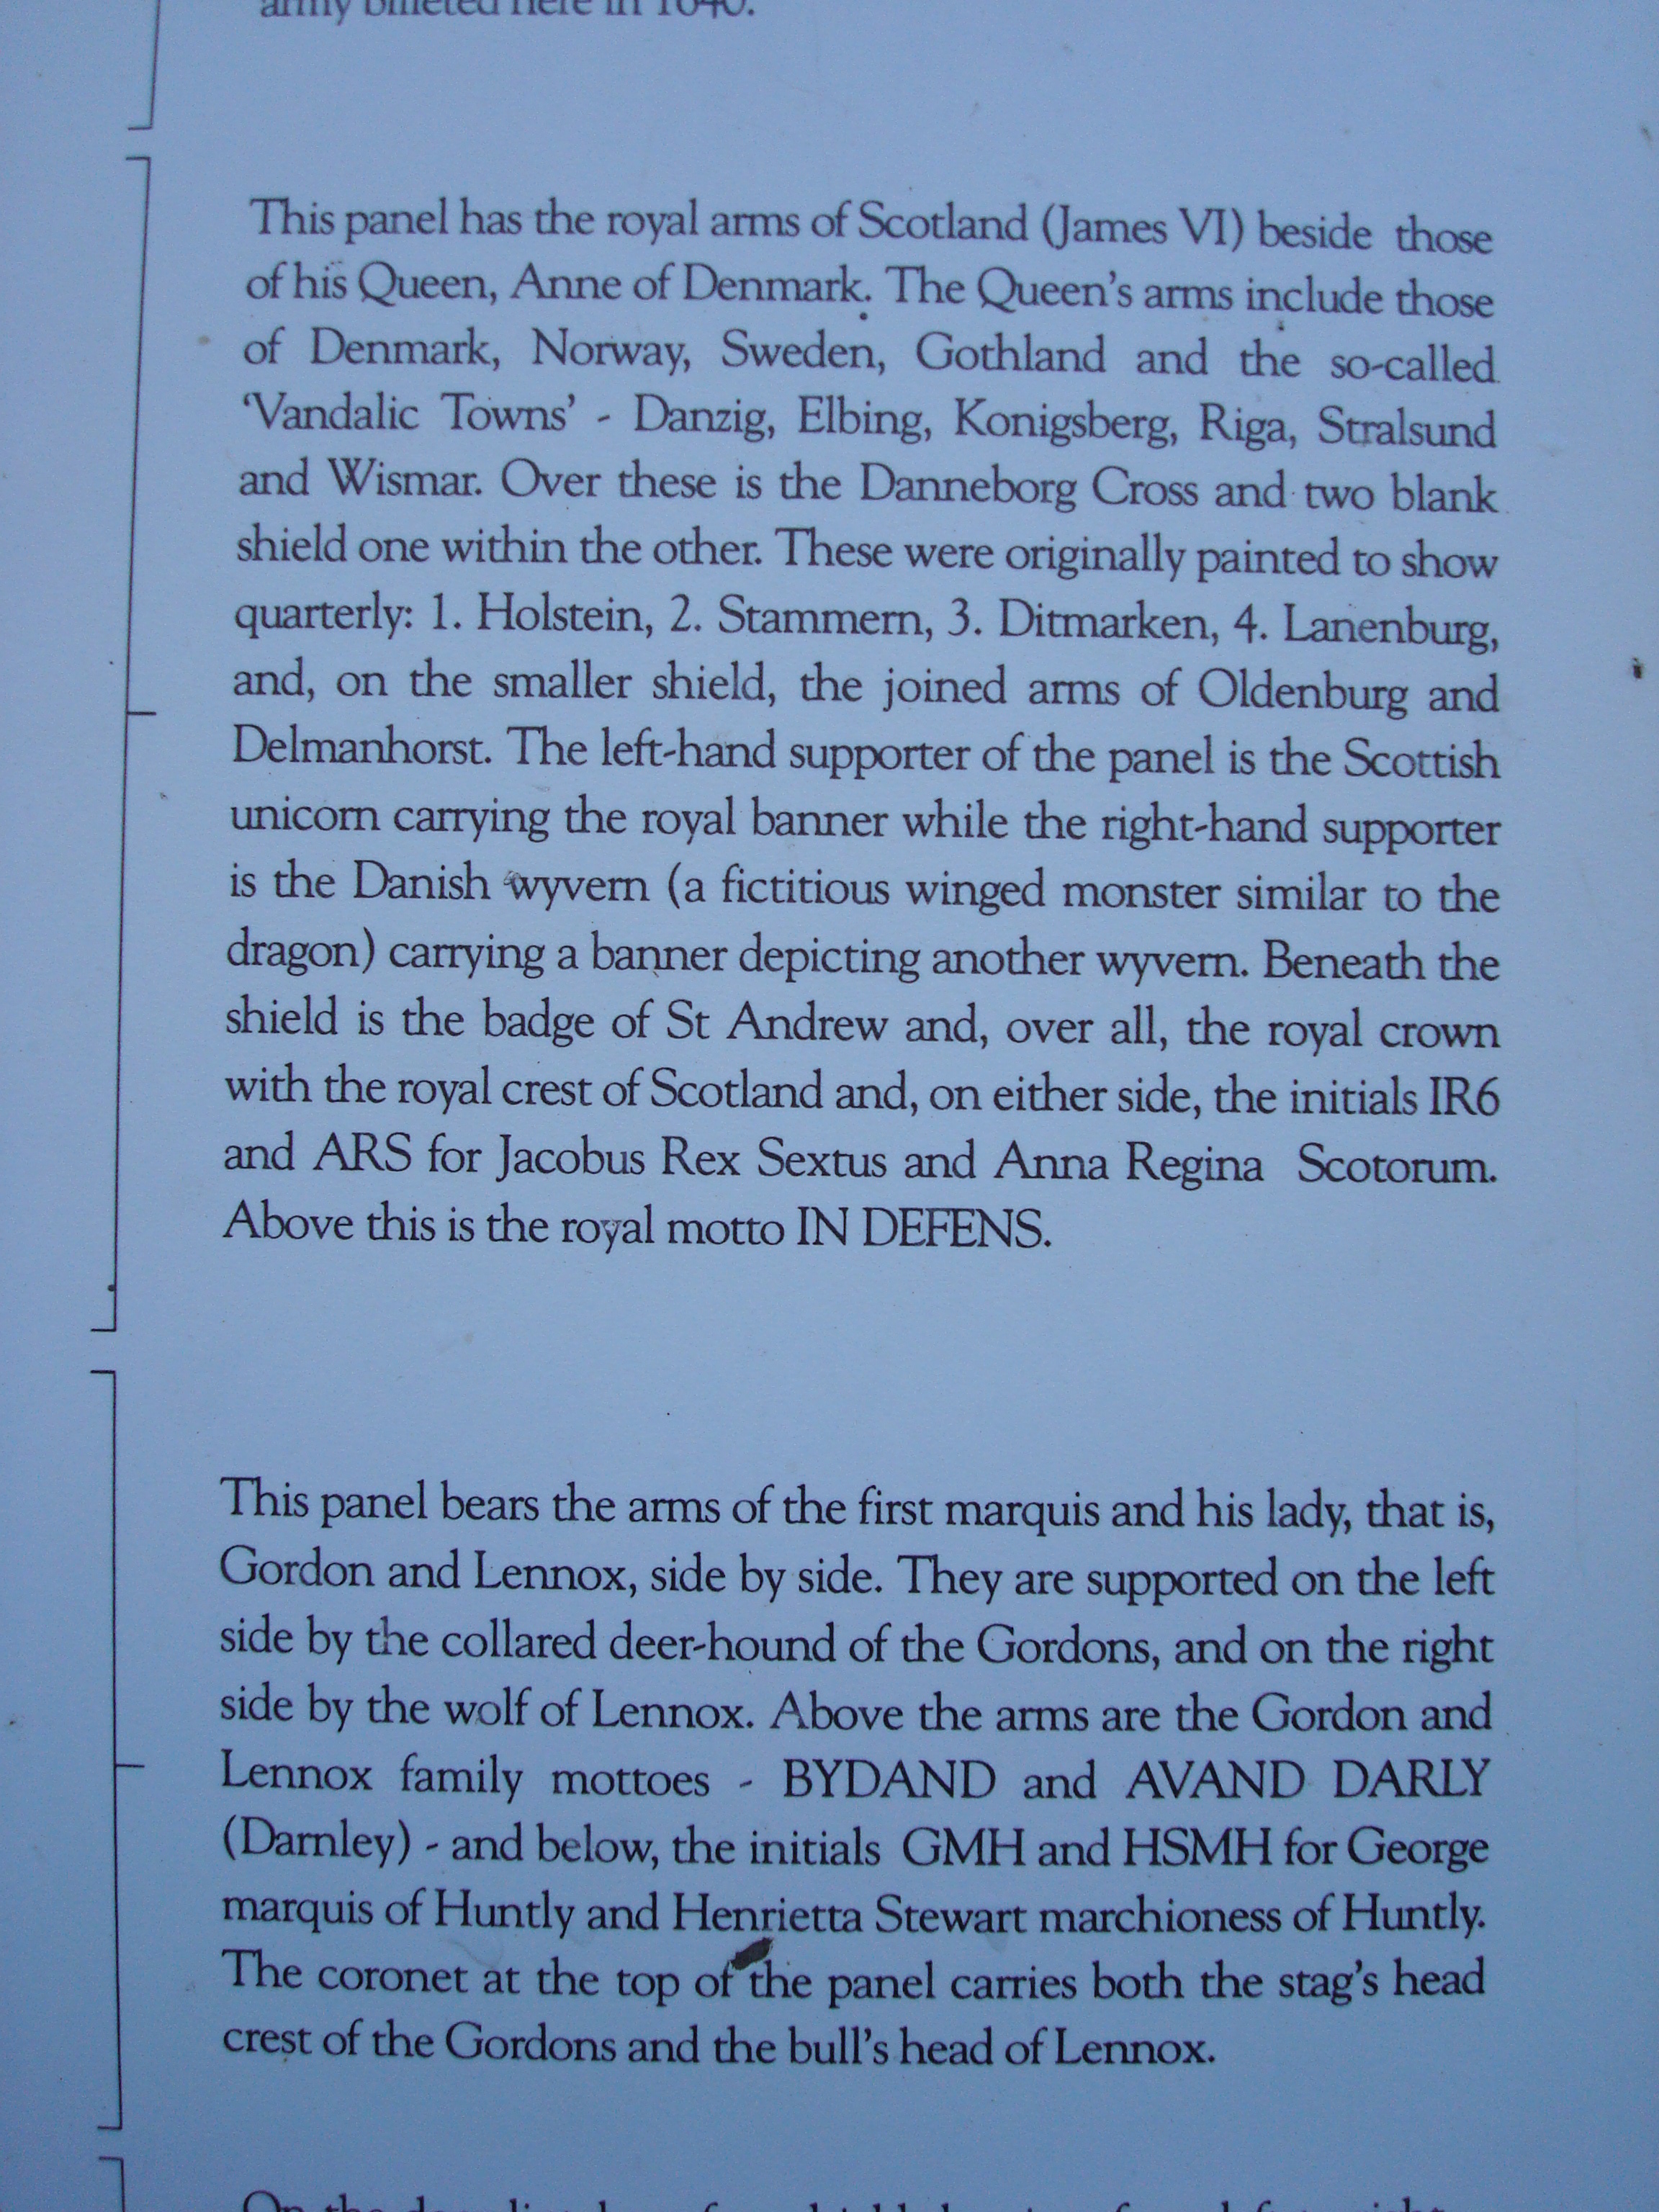 army billeted here in 1640.
This panel has the royal arms of Scotland (James VI) beside those
of his Queen, Anne of Denmark. The Queen's arms include those
of Denmark, Norway, Sweden, Gothland and the so-called
'Vandalic Towns' - Danzig, Elbing, Konigsberg, Riga, Stralsund
and Wismar. Over these is the Danneborg Cross and two blank
shield one within the other. These were originally painted to show
quarterly: 1. Holstein, 2. Stammern, 3. Ditmarken, 4. Lanenburg,
and, on the smaller shield, the joined arms of Oldenburg and
Delmanhorst. The left-hand supporter of the panel is the Scottish
unicorn carrying the royal banner while the right-hand supporter
is the Danish wyvern (a fictitious winged monster similar to the
dragon) carrying a banner depicting another wyvern. Beneath the
shield is the badge of St Andrew and, over all, the royal crown
with the royal crest of Scotland and, on either side, the initials IR6
and ARS for Jacobus Rex Sextus and Anna Regina Scotorum.
Above this is the royal motto IN DEFENS.
This panel bears the arms of the first marquis and his lady, that is,
Gordon and Lennox, side by side. They are supported on the left
side by the collared deer-hound of the Gordons, and on the right
side by the wolf of Lennox. Above the arms are the Gordon and
Lennox family mottoes - BYDAND and AVAND DARLY
(Darnley) - and below, the initials GMH and HSMH for George
marquis of Huntly and Henrietta Stewart marchioness of Huntly.
The coronet at the top of the panel carries both the stag's head
crest of the Gordons and the bull's head of Lennox.
On the